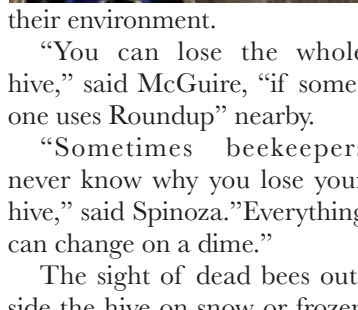 their environment.
“You can lose the whole
hive,” said McGuire, “if some
one uses Roundup” nearby.
“Sometimes beekeepers
never know why you lose your
hive,” said Spinoza.”Everything
can change on a dime.”
The sight of dead bees out
side the hive on snow or frozen